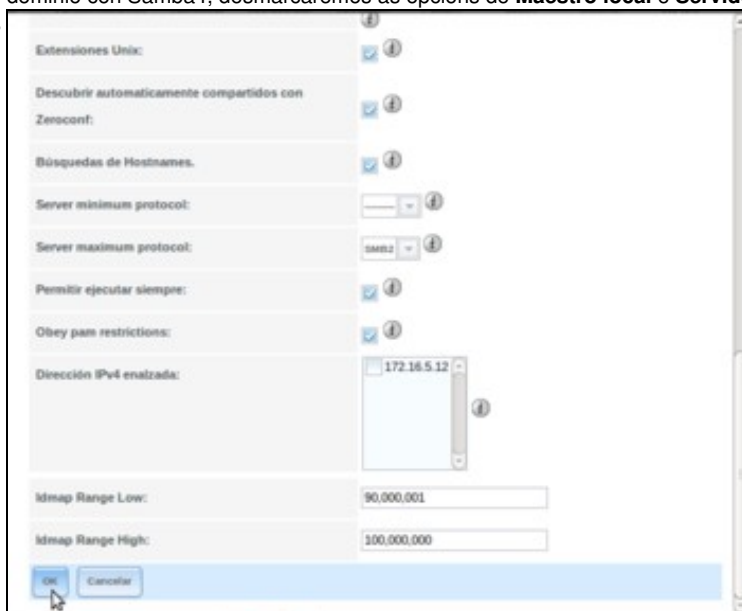 dominio con Samba4, desmarcaremos as opcións de Maestro local e Servid
Extensiones Unix:
Descubrir automaticamente compartidos con
Zeroconf:
Búsquedas de Hostnames.
Server minimum protocol:
Server maximum protocol: SMB2
Permitir ejecutar siempre:
Obey pam restrictions:
Dirección IPv4 enalzada: 172.16.5.12
Idmap Range Low: 90,000,001
Idmap Range High: 100,000,000
OK Cancelar